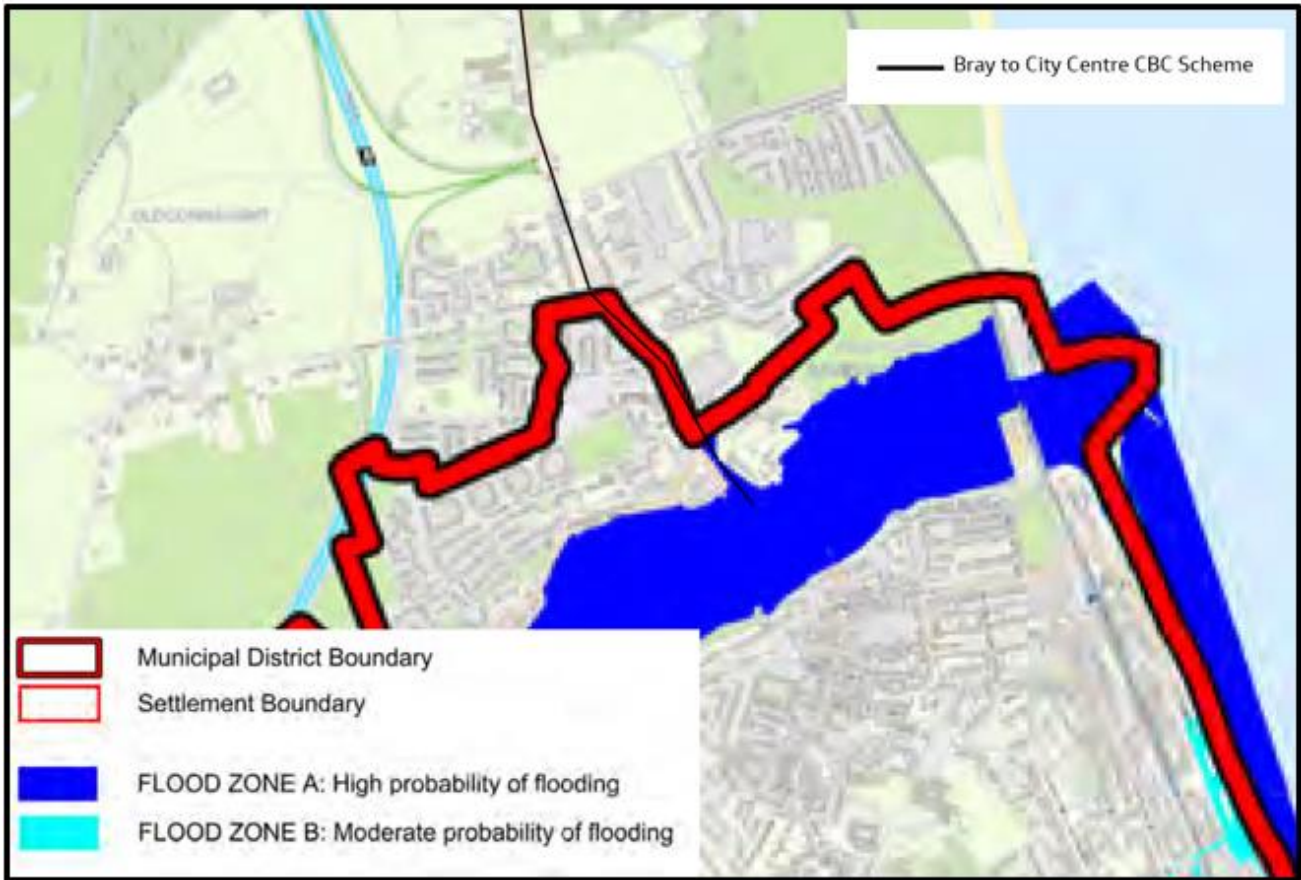 Bray to City Centre CBC Scheme
OLDCONNAUGHT
Municipal District Boundary
Settlement Boundary
FLOOD ZONE A: High probability of flooding
FLOOD ZONE B: Moderate probability of flooding